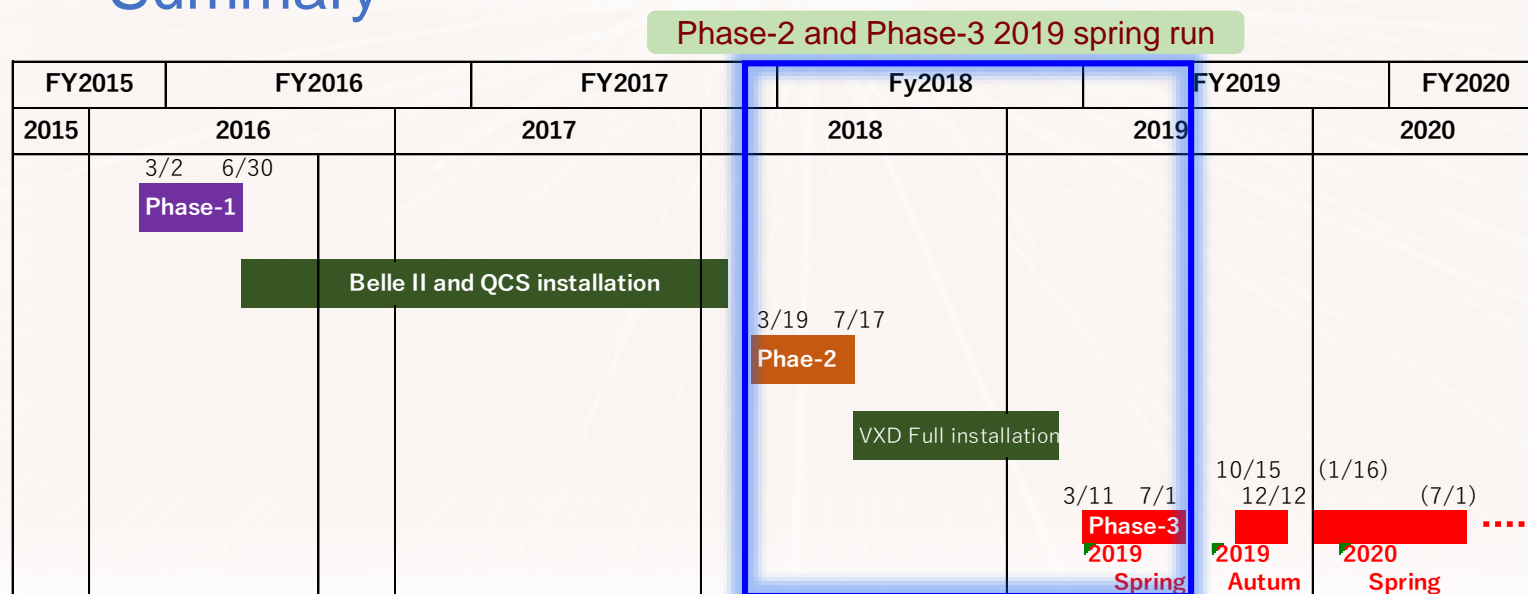 Summary
Phase-2 and Phase-3 2019 spring run
FY2015 FY2016 FY2017 Fy2018 FY2019 FY2020
2015 2016 2017 2018 2019 2020
3/2 6/30
Phase-1
Belle II and QCS installation
3/19 7/17
Phae-2
VXD Full installation
10/15 (1/16)
3/11 7/1 12/12 (7/1)
Phase-3
2019 2019 2020
Spring Autum Spring